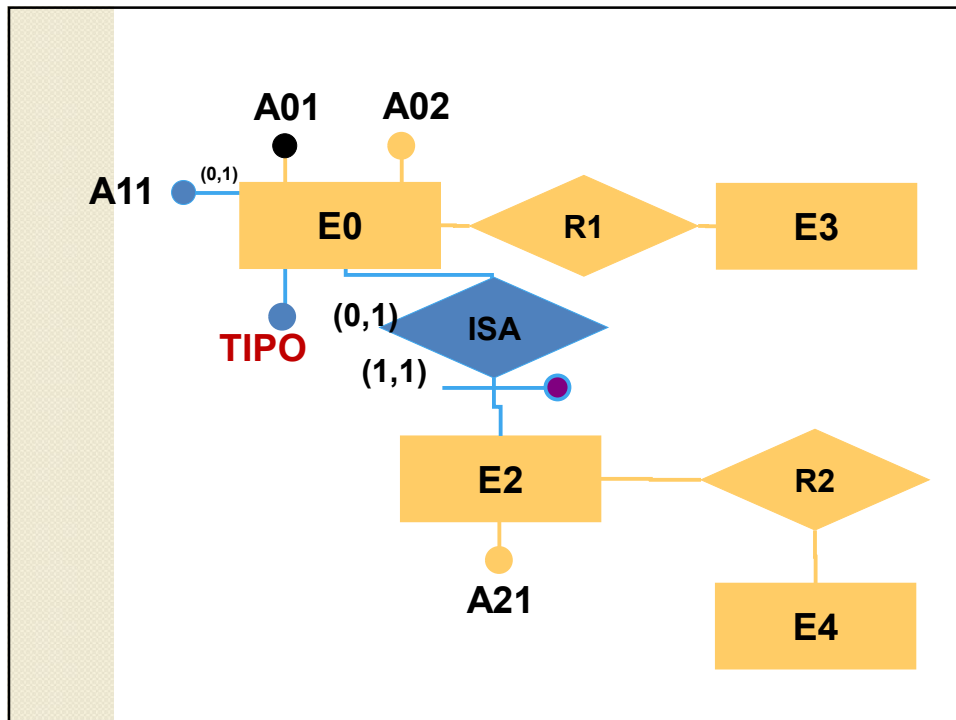 A01
A02
(0,1)
A11
E0
R1
E3
(0,1)
ISA
TIPO
(1,1)
E2
R2
A21
E4